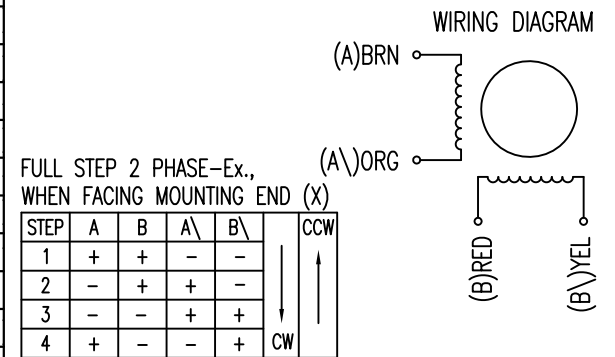 WIRING DIAGRAM
(A)BRN
(A\)ORG
(B)RED
(B\)YEL
FULL STEP 2 PHASE-Ex.,
WHEN FACING MOUNTING END (X)
STEP A B A\ B\ CCW
1 + + - -
2 - + + -
3 - - + +
4 + - - + CW